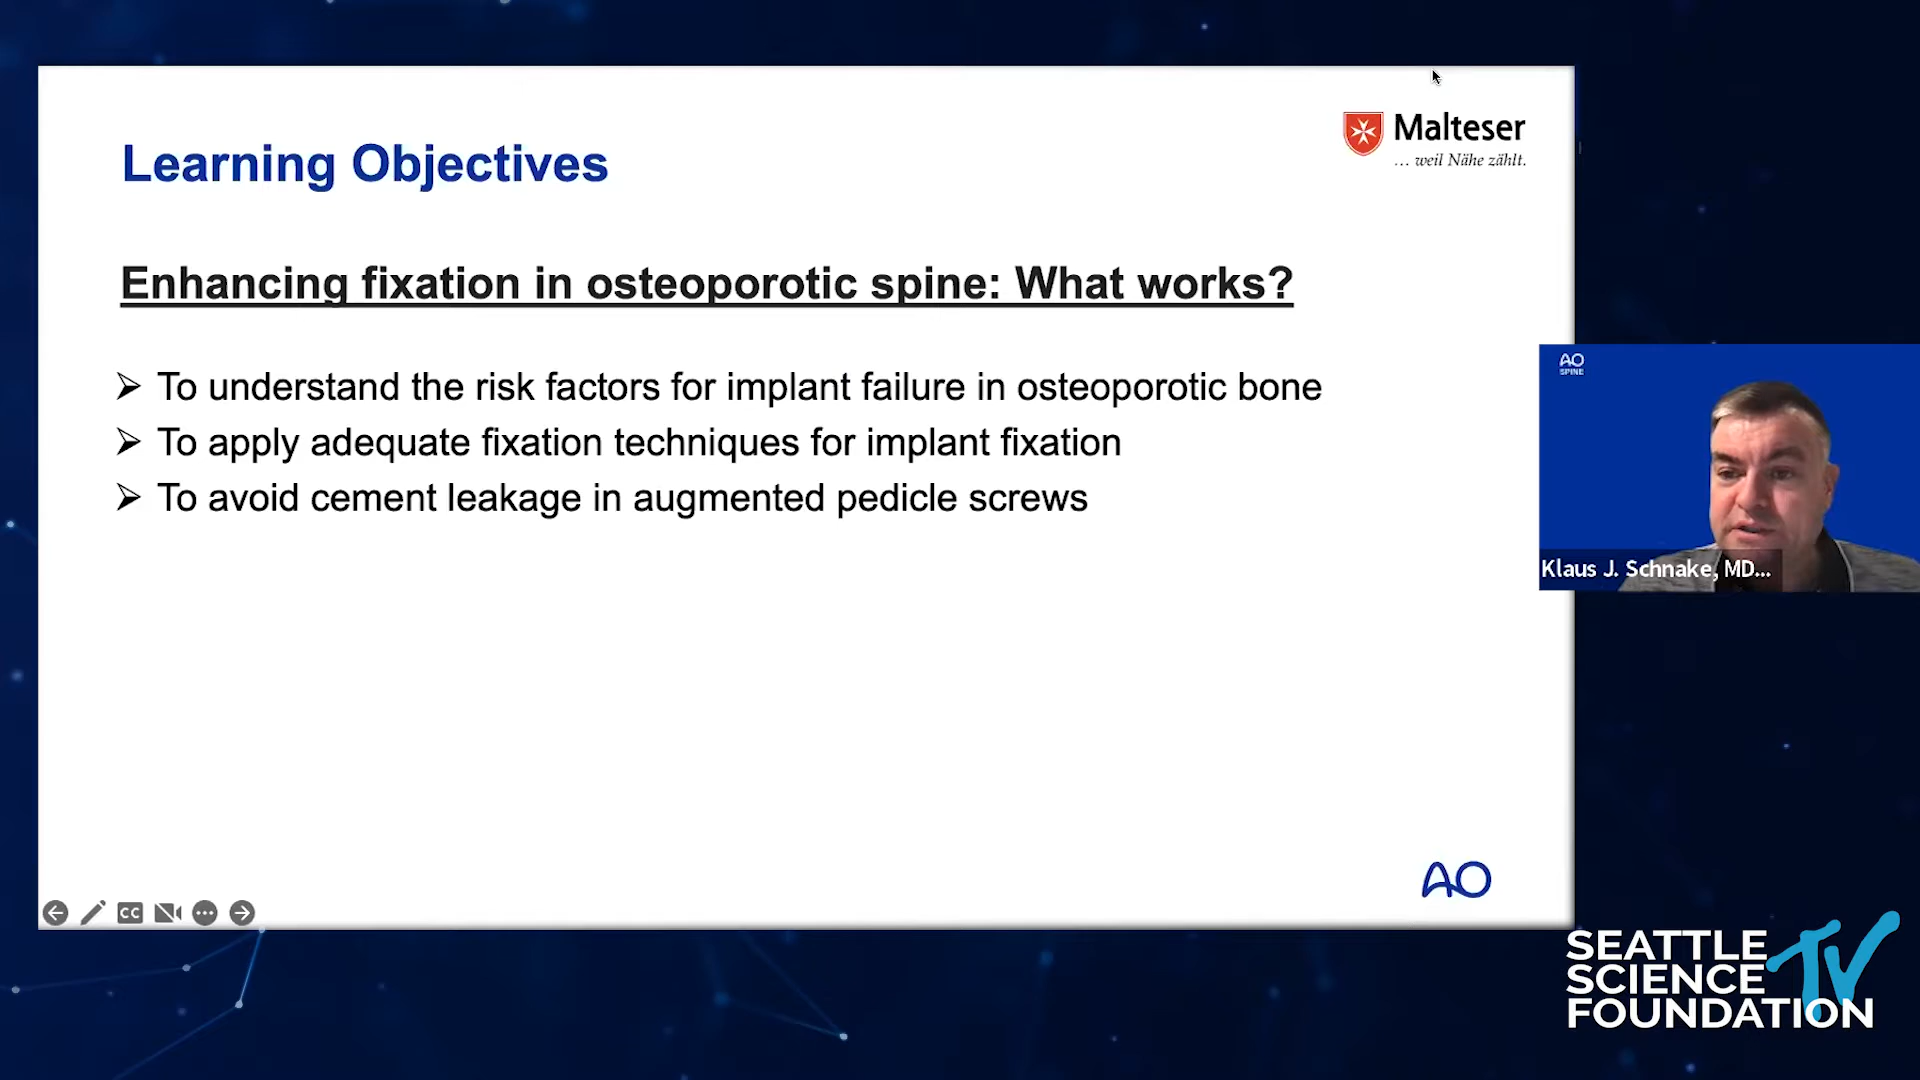 Learning Objectives
Malteser
... weil Nähe zählt.
Enhancing fixation in osteoporotic spine: What works?
To understand the risk factors for implant failure in osteoporotic bone
To apply adequate fixation techniques for implant fixation
To avoid cement leakage in augmented pedicle screws
AO
SPINE
Klaus J. Schnake, MD...
AO
CC
SEATTLE
SCIENCE
FOUNDATION
TV